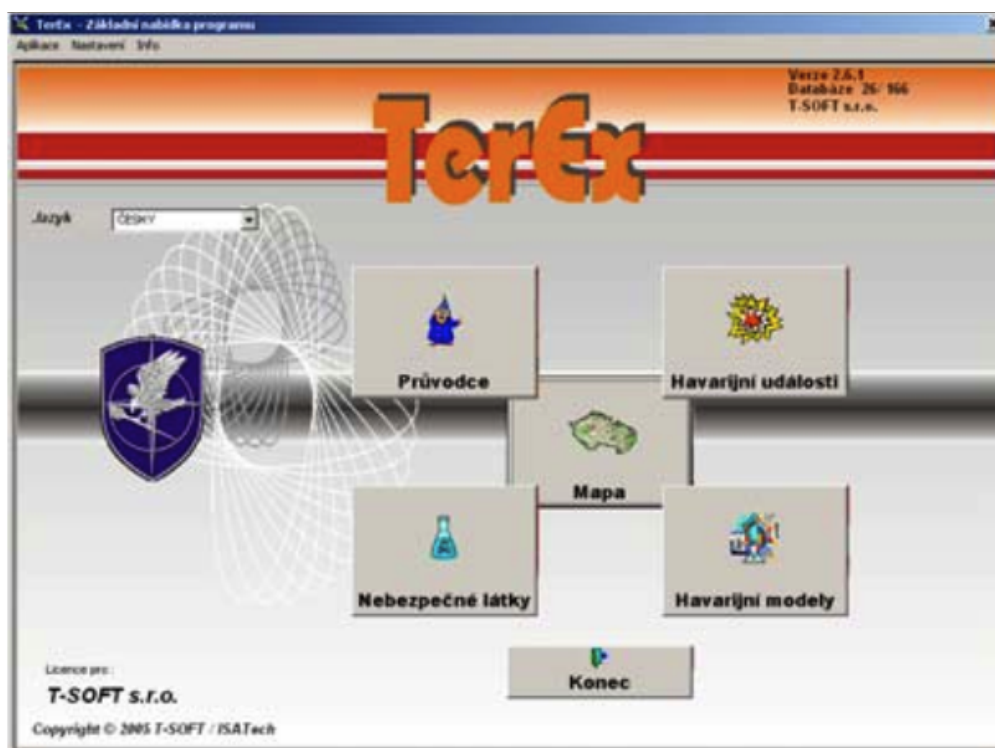 TerEx - Základní nabídka programu
Aplikace Nastavení Info
Verze 2.6.1
Databáze 26/ 166
T-SOFT s.r.o.
TerEx
Jazyk ČESKY
Průvodce
Havarijní události
Mapa
Nebezpečné látky
Havarijní modely
Konec
Licence pro :
T-SOFT s.r.o.
Copyright © 2005 T-SOFT / ISATech